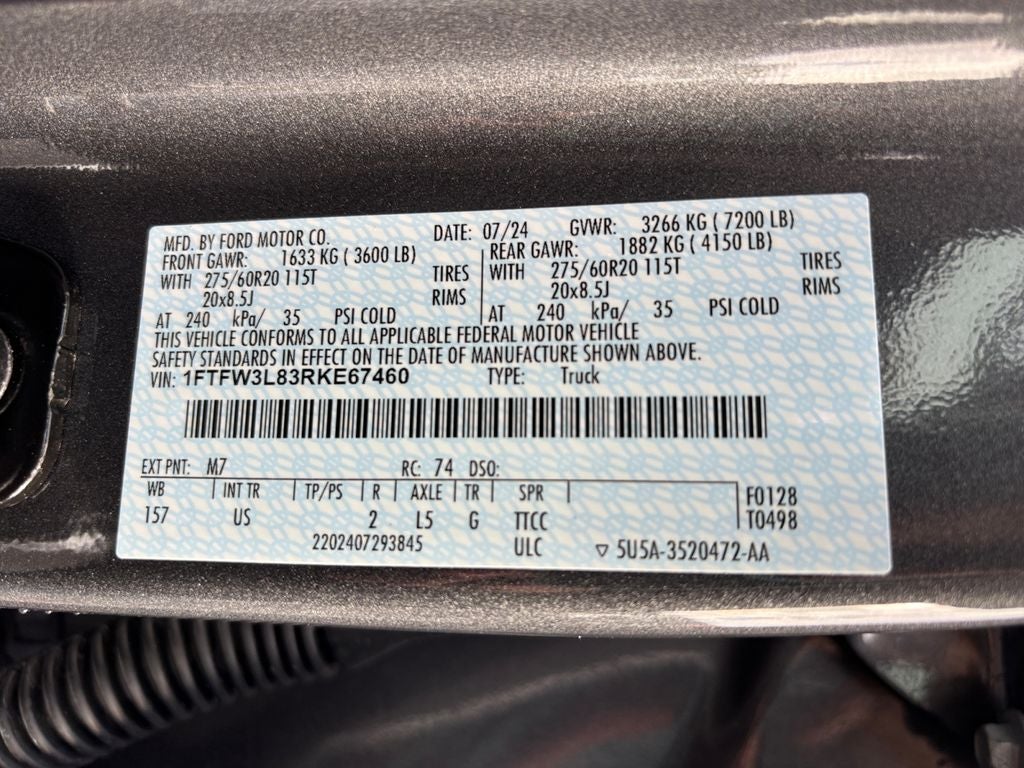 MFD. BY FORD MOTOR CO. DATE: 07/24 GVWR: 3266 KG ( 7200 LB)
FRONT GAWR: 1633 KG ( 3600 LB) REAR GAWR: 1882 KG ( 4150 LB)
WITH 275/60R20 115T TIRES WITH 275/60R20 115T TIRES
20x8.5J RIMS 20x8.5J RIMS
AT 240 kPa/ 35 PSI COLD AT 240 kPa/ 35 PSI COLD
THIS VEHICLE CONFORMS TO ALL APPLICABLE FEDERAL MOTOR VEHICLE
SAFETY STANDARDS IN EFFECT ON THE DATE OF MANUFACTURE SHOWN ABOVE.
VIN: 1FTFW3L83RKE67460 TYPE: Truck
EXT PNT: M7 RC: 74 DSO:
WB INT TR TP/PS R AXLE TR SPR F0128
157 US 2 L5 G TTCC T0498
2202407293845 ULC ▽ 5U5A-3520472-AA